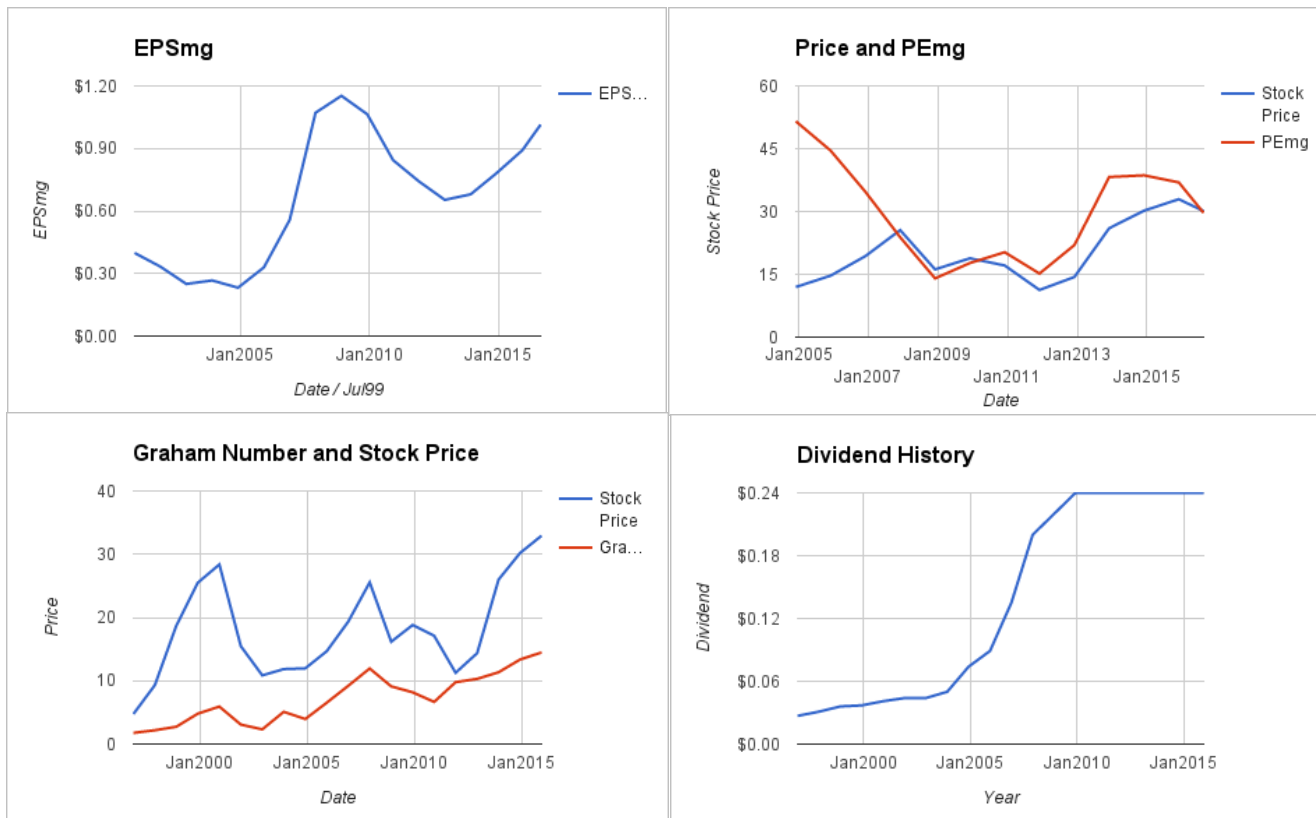 EPSmg
$1.20
$0.90
$0.60
$0.30
$0.00
EPSmg
Jan2005
Jan2010
Jan2015
Date / Jul99
EPS...
Price and PEmg
60
45
30
15
0
Stock Price
Jan2005
Jan2009
Jan2013
Jan2007
Jan2011
Jan2015
Date
Stock
Price
PEmg
Graham Number and Stock Price
40
30
20
10
0
Price
Jan2000
Jan2005
Jan2010
Jan2015
Date
Stock
Price
Gra...
Dividend History
$0.24
$0.18
$0.12
$0.06
$0.00
Dividend
Jan2000
Jan2005
Jan2010
Jan2015
Year